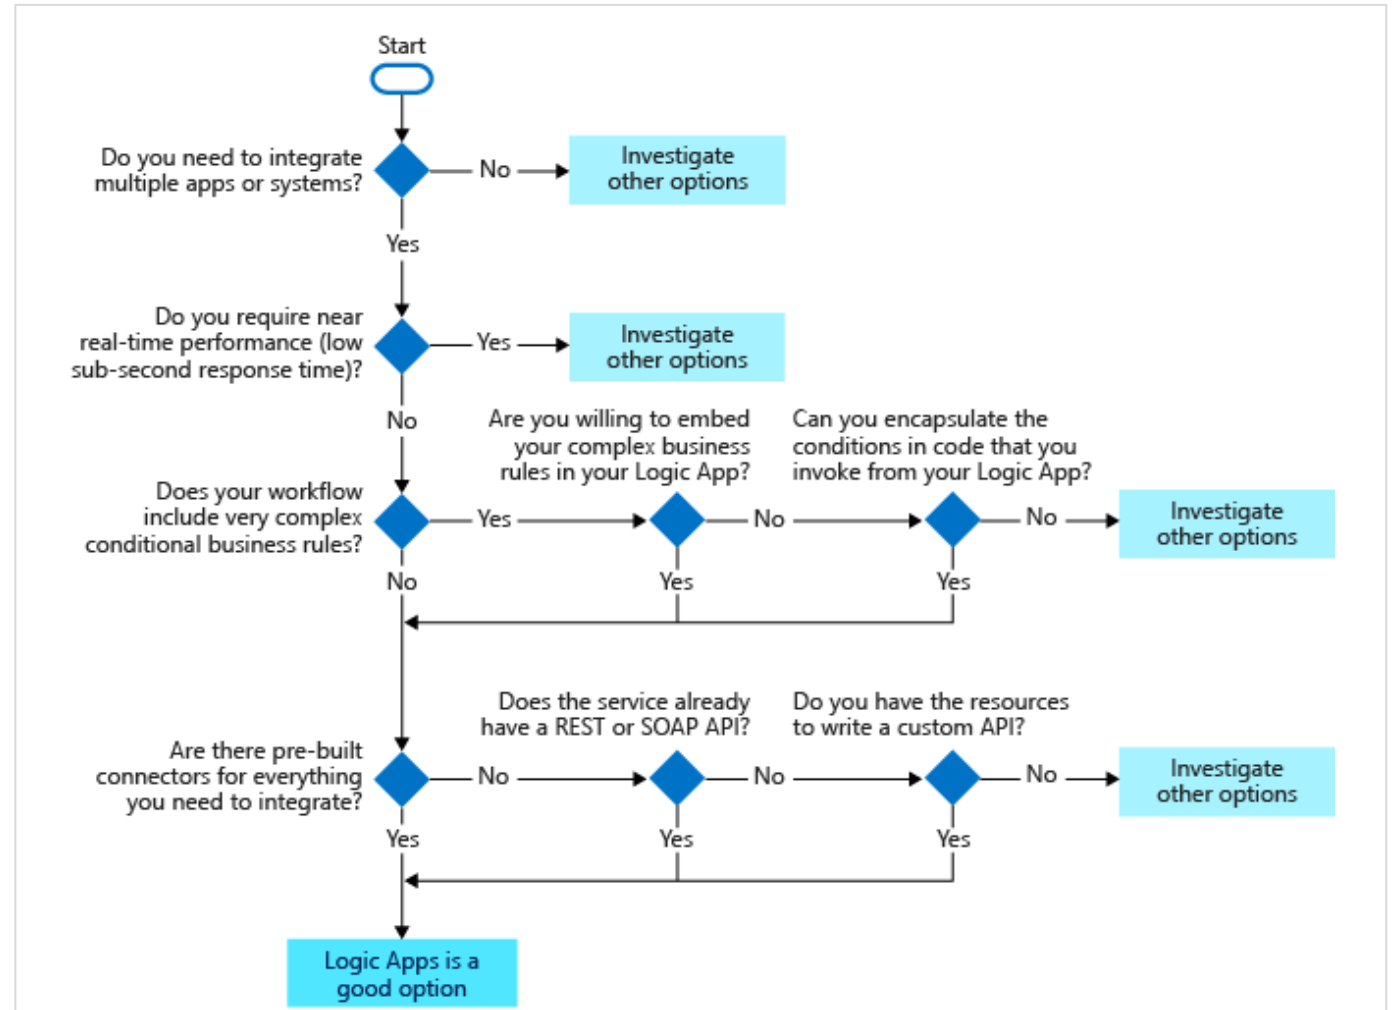 Start
Do you need to integrate
multiple apps or systems?
No
Investigate
other options
Yes
Do you require near
real-time performance (low
sub-second response time)?
Yes
Investigate
other options
No
Are you willing to embed
your complex business
rules in your Logic App?
Can you encapsulate the
conditions in code that you
invoke from your Logic App?
Does your workflow
include very complex
conditional business rules?
Yes
No
No
Investigate
other options
No
Yes
Yes
Does the service already
have a REST or SOAP API?
Do you have the resources
to write a custom API?
Are there pre-built
connectors for everything
you need to integrate?
No
No
No
Investigate
other options
Yes
Yes
Yes
Logic Apps is a
good option